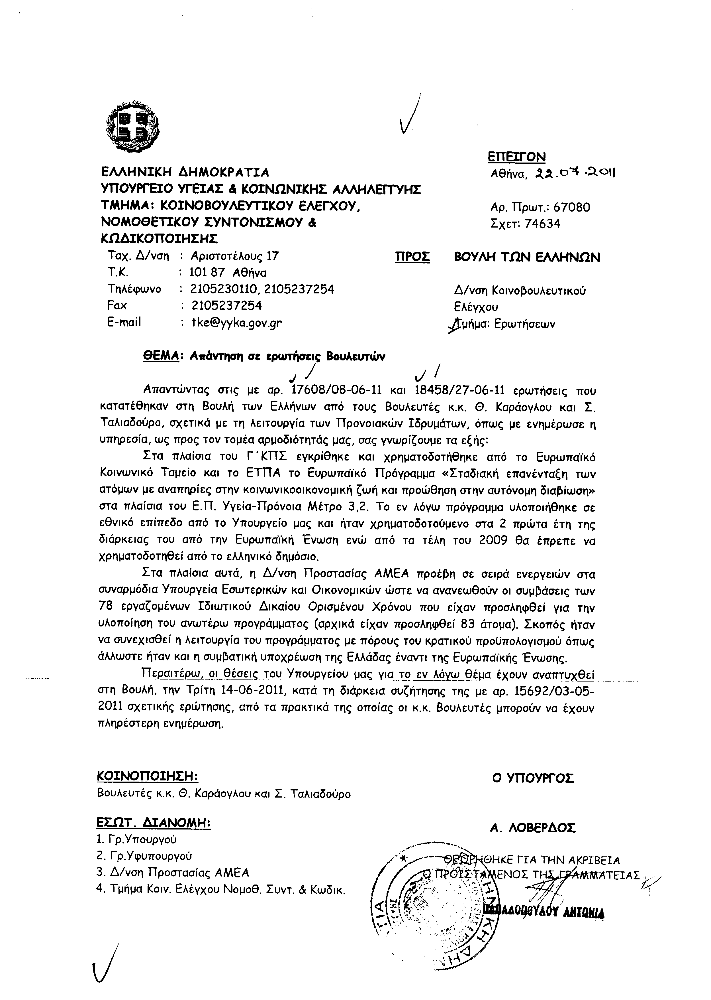 ΕΠΕΙΓΟΝ
Αθήνα, 22.07.2011
ΕΛΛΗΝΙΚΗ ΔΗΜΟΚΡΑΤΙΑ
ΥΠΟΥΡΓΕΙΟ ΥΓΕΙΑΣ & ΚΟΙΝΩΝΙΚΗΣ ΑΛΛΗΛΕΓΓΥΗΣ
ΤΜΗΜΑ: ΚΟΙΝΟΒΟΥΛΕΥΤΙΚΟΥ ΕΛΕΓΧΟΥ,
ΝΟΜΟΘΕΤΙΚΟΥ ΣΥΝΤΟΝΙΣΜΟΥ &
ΚΩΔΙΚΟΠΟΙΗΣΗΣ
Αρ. Πρωτ.: 67080
Σχετ: 74634
Ταχ. Δ/νση : Αριστοτέλους 17
Τ.Κ. : 101 87 Αθήνα
Τηλέφωνο : 2105230110, 2105237254
Fax : 2105237254
E-mail : tke@yyka.gov.gr
ΠΡΟΣ ΒΟΥΛΗ ΤΩΝ ΕΛΛΗΝΩΝ
Δ/νση Κοινοβουλευτικού
Ελέγχου
Τμήμα: Ερωτήσεων
ΘΕΜΑ: Απάντηση σε ερωτήσεις Βουλευτών
Απαντώντας στις με αρ. 17608/08-06-11 και 18458/27-06-11 ερωτήσεις που
κατατέθηκαν στη Βουλή των Ελλήνων από τους Βουλευτές κ.κ. Θ. Καράογλου και Σ.
Ταλιαδούρο, σχετικά με τη λειτουργία των Προνοιακών Ιδρυμάτων, όπως με ενημέρωσε η
υπηρεσία, ως προς τον τομέα αρμοδιότητάς μας, σας γνωρίζουμε τα εξής:
Στα πλαίσια του Γ΄ΚΠΣ εγκρίθηκε και χρηματοδοτήθηκε από το Ευρωπαϊκό
Κοινωνικό Ταμείο και το ΕΤΠΑ το Ευρωπαϊκό Πρόγραμμα «Σταδιακή επανένταξη των
ατόμων με αναπηρίες στην κοινωνικοοικονομική ζωή και προώθηση στην αυτόνομη διαβίωση»
στα πλαίσια του Ε.Π. Υγεία-Πρόνοια Μέτρο 3,2. Το εν λόγω πρόγραμμα υλοποιήθηκε σε
εθνικό επίπεδο από το Υπουργείο μας και ήταν χρηματοδοτούμενο στα 2 πρώτα έτη της
διάρκειας του από την Ευρωπαϊκή Ένωση ενώ από τα τέλη του 2009 θα έπρεπε να
χρηματοδοτηθεί από το ελληνικό δημόσιο.
Στα πλαίσια αυτά, η Δ/νση Προστασίας ΑΜΕΑ προέβη σε σειρά ενεργειών στα
συναρμόδια Υπουργεία Εσωτερικών και Οικονομικών ώστε να ανανεωθούν οι συμβάσεις των
78 εργαζομένων Ιδιωτικού Δικαίου Ορισμένου Χρόνου που είχαν προσληφθεί για την
υλοποίηση του ανωτέρω προγράμματος (αρχικά είχαν προσληφθεί 83 άτομα). Σκοπός ήταν
να συνεχισθεί η λειτουργία του προγράμματος με πόρους του κρατικού προϋπολογισμού όπως
άλλωστε ήταν και η συμβατική υποχρέωση της Ελλάδας έναντι της Ευρωπαϊκής Ένωσης.
Περαιτέρω, οι θέσεις του Υπουργείου μας για το εν λόγω θέμα έχουν αναπτυχθεί
στη Βουλή, την Τρίτη 14-06-2011, κατά τη διάρκεια συζήτησης της με αρ. 15692/03-05-
2011 σχετικής ερώτησης, από τα πρακτικά της οποίας οι κ.κ. Βουλευτές μπορούν να έχουν
πληρέστερη ενημέρωση.
ΚΟΙΝΟΠΟΙΗΣΗ:
Βουλευτές κ.κ. Θ. Καράογλου και Σ. Ταλιαδούρο
Ο ΥΠΟΥΡΓΟΣ
ΕΣΩΤ. ΔΙΑΝΟΜΗ:
1. Γρ.Υπουργού
2. Γρ.Υφυπουργού
3. Δ/νση Προστασίας ΑΜΕΑ
4. Τμήμα Κοιν. Ελέγχου Νομοθ. Συντ. & Κωδικ.
Α. ΛΟΒΕΡΔΟΣ
ΘΕΩΡΗΘΗΚΕ ΓΙΑ ΤΗΝ ΑΚΡΙΒΕΙΑ
Ο ΠΡΟΪΣΤΑΜΕΝΟΣ ΤΗΣ ΓΡΑΜΜΑΤΕΙΑΣ
ΠΑΠΑΔΟΠΟΥΛΟΥ ΑΝΤΩΝΙΑ